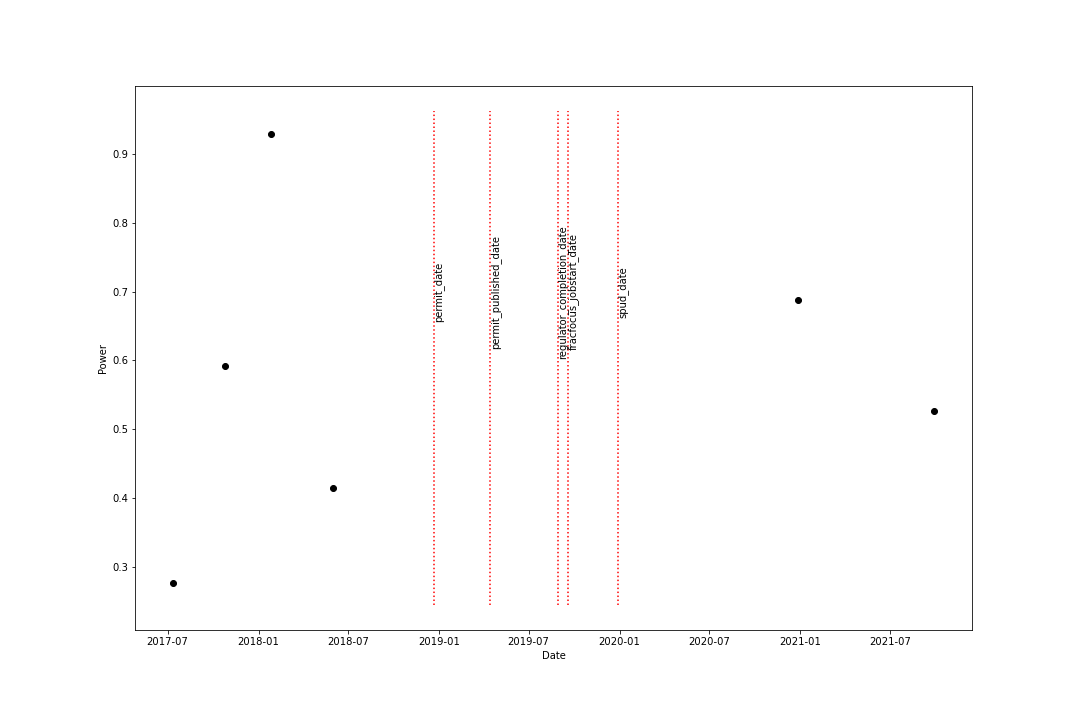 0.9
0.8
0.7
0.6
0.5
0.4
0.3
Power
permit_date
permit_published_date
regulator_completion_date
fracfocus_jobstart_date
spud_date
2017-07
2018-01
2018-07
2019-01
2019-07
2020-01
2020-07
2021-01
2021-07
Date